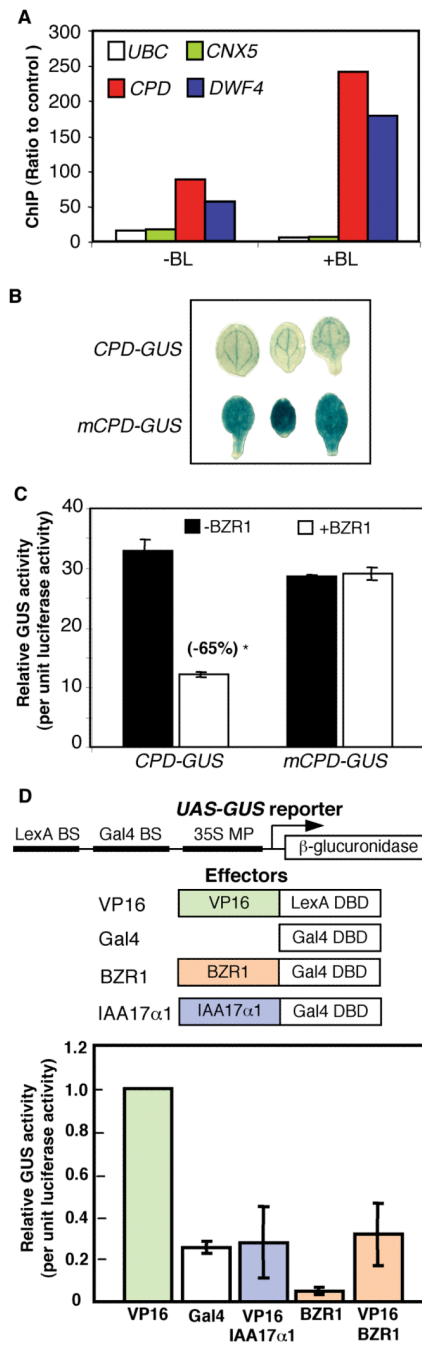 A
300
250
200
150
100
50
0
ChIP (Ratio to control)
UBC CNX5
CPD DWF4
-BL +BL
B
CPD-GUS
mCPD-GUS
C
40
30
20
10
0
Relative GUS activity
(per unit luciferase activity)
-BZR1 +BZR1
(-65%) *
CPD-GUS mCPD-GUS
D
UAS-GUS reporter
LexA BS Gal4 BS 35S MP
β-glucuronidase
Effectors
VP16 VP16 LexA DBD
Gal4 Gal4 DBD
BZR1 BZR1 Gal4 DBD
IAA17α1 IAA17α1 Gal4 DBD
1.2
1.0
0.8
0.6
0.4
0.2
0
Relative GUS activity
(per unit luciferase activity)
VP16 Gal4 VP16 BZR1 VP16
IAA17α1 BZR1